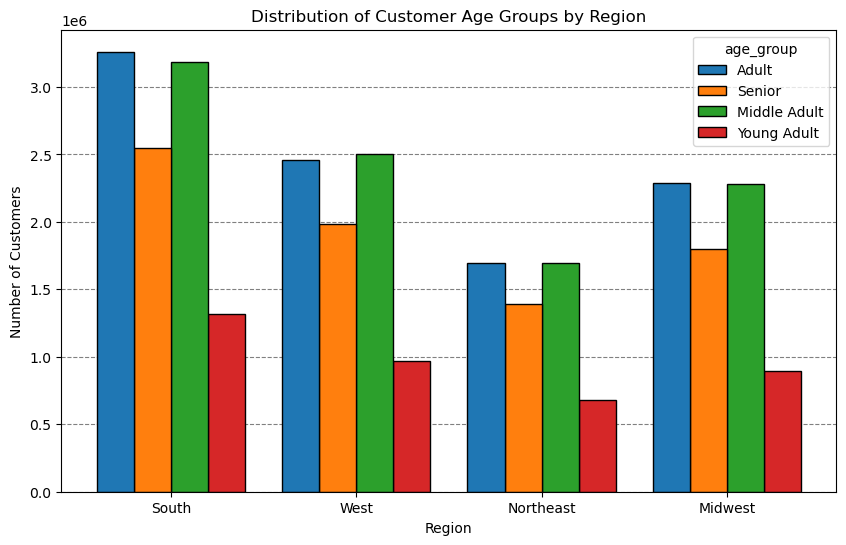 Distribution of Customer Age Groups by Region
1e6
age_group
Adult
Senior
Middle Adult
Young Adult
3.0
2.5
2.0
1.5
1.0
0.5
0.0
Number of Customers
South West Northeast Midwest
Region